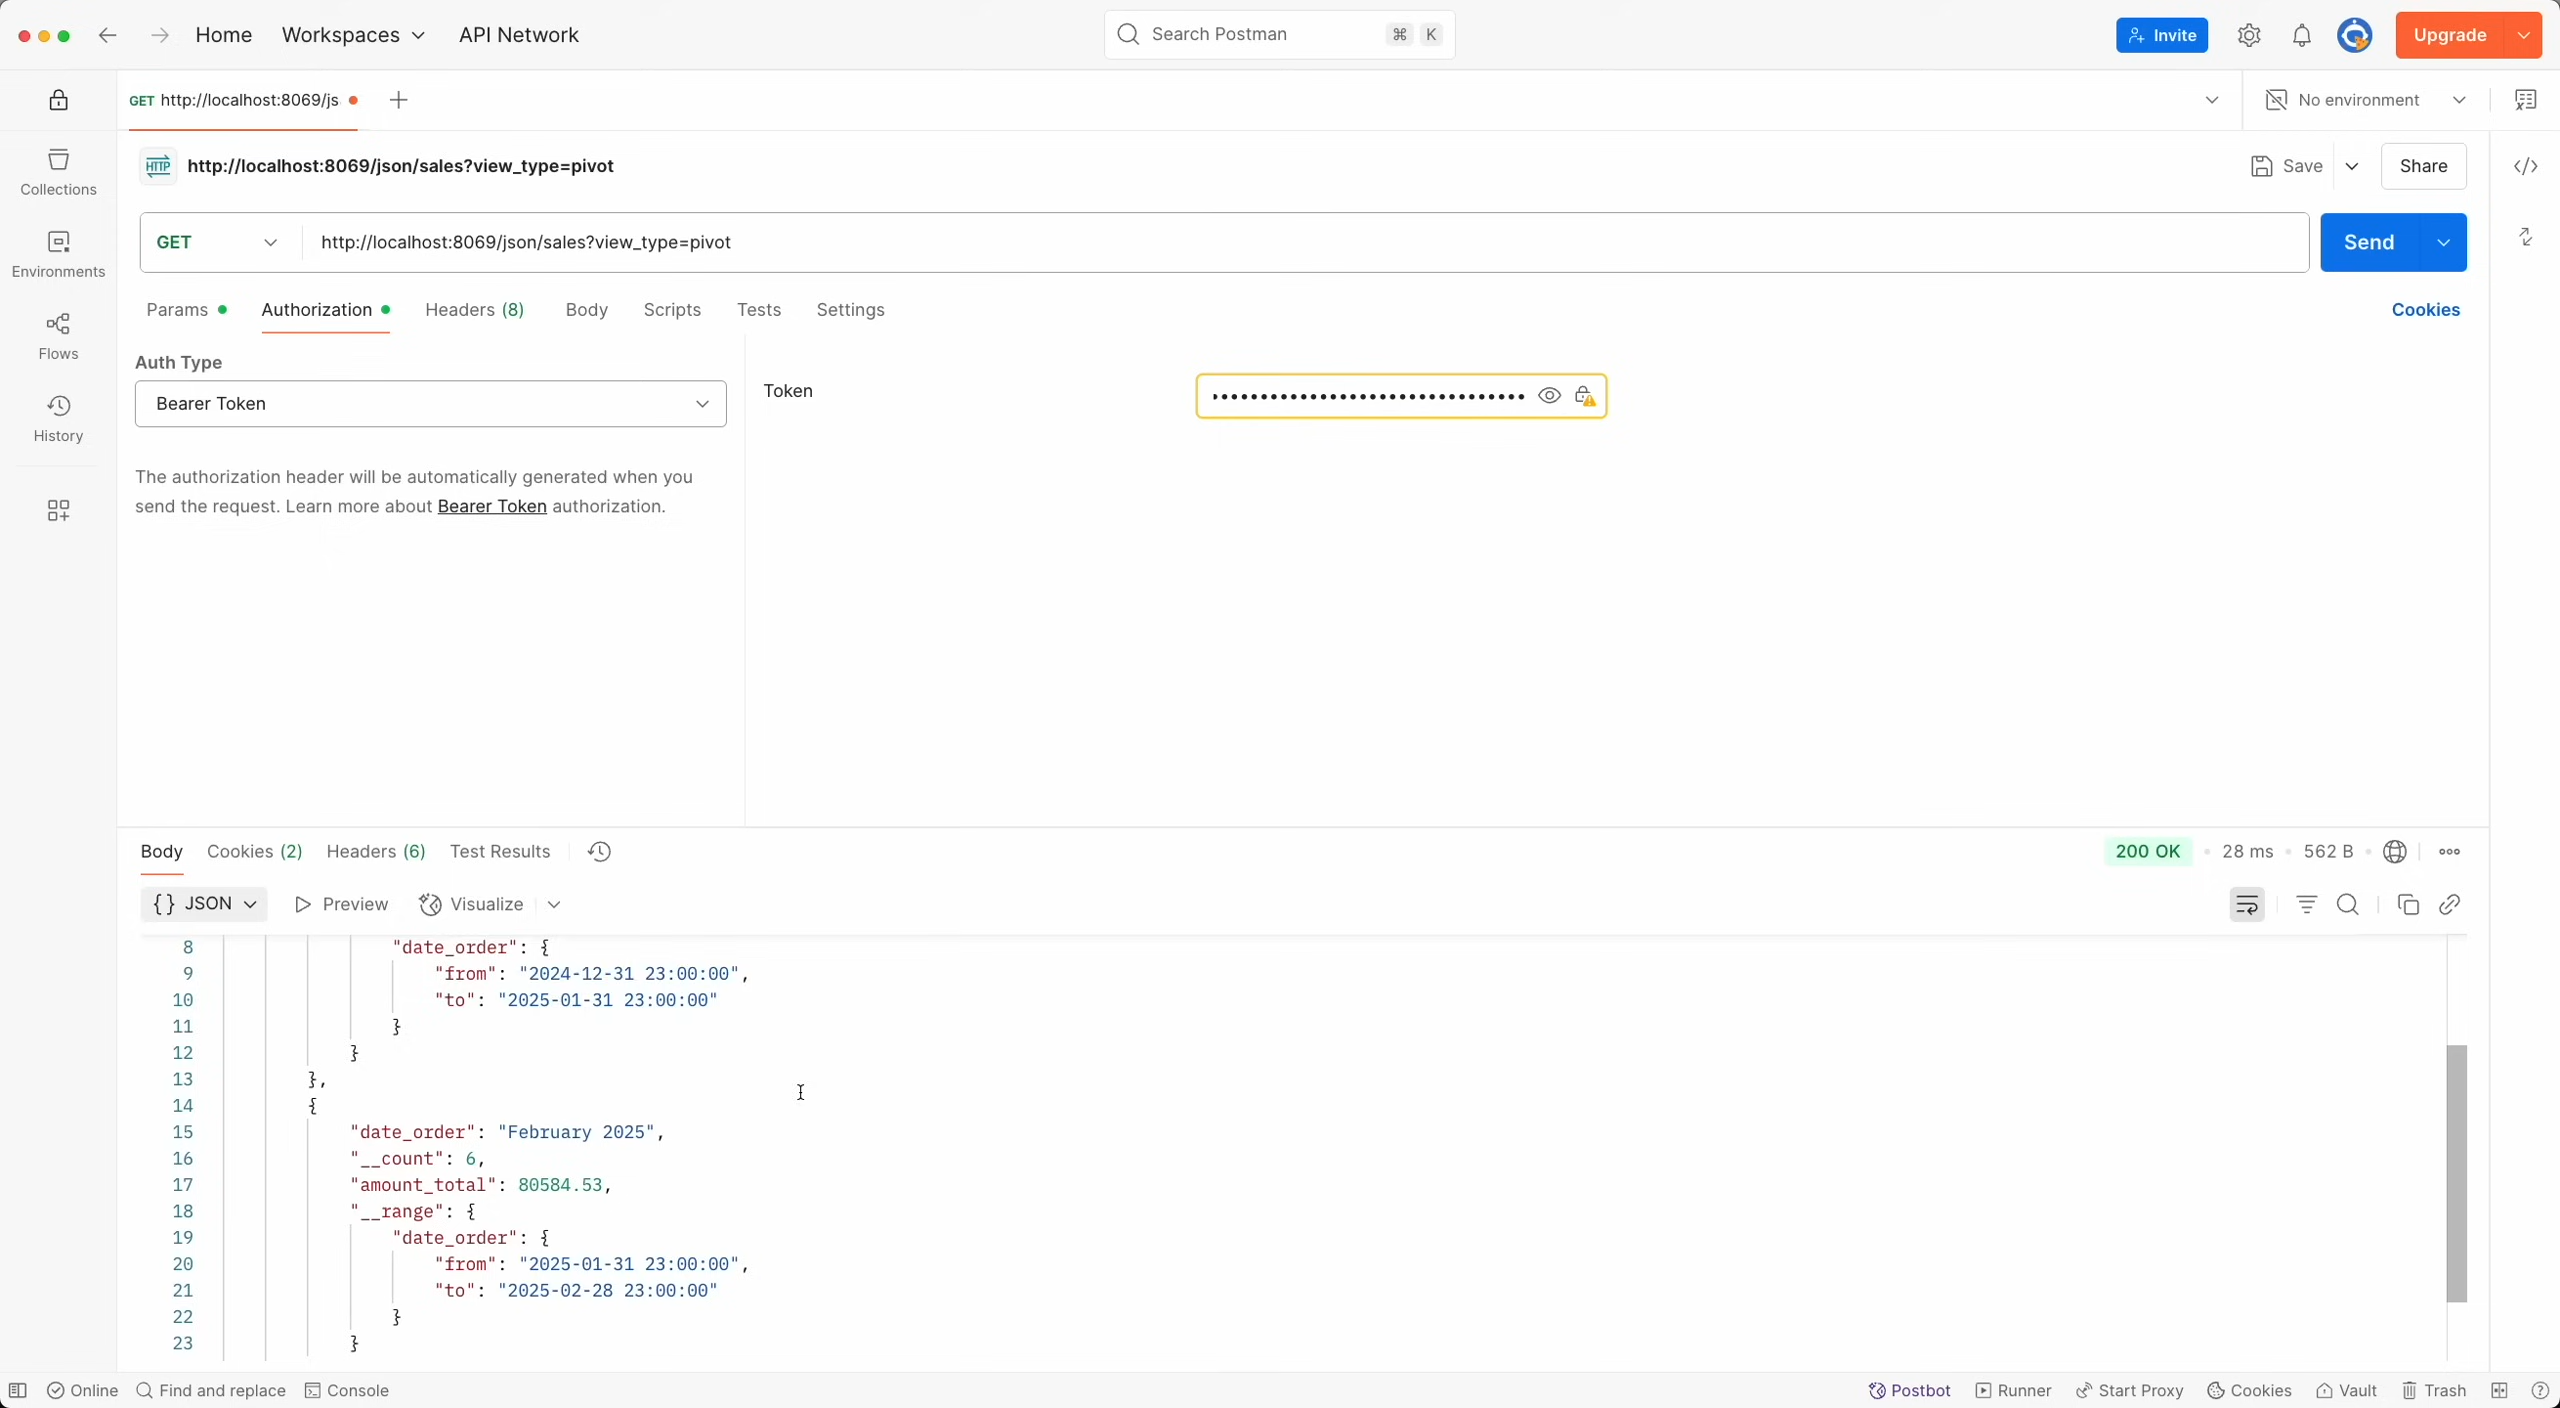 Home Workspaces API Network Search Postman ⌘ K Invite Upgrade
GET http://localhost:8069/js No environment
Collections
Environments
Flows
History
HTTP http://localhost:8069/json/sales?view_type=pivot Save Share
GET http://localhost:8069/json/sales?view_type=pivot Send
Params Authorization Headers (8) Body Scripts Tests Settings Cookies
Auth Type
Bearer Token
Token ••••••••••••••••••••••••••••••••
The authorization header will be automatically generated when you
send the request. Learn more about Bearer Token authorization.
Body Cookies (2) Headers (6) Test Results 200 OK • 28 ms • 562 B
{} JSON Preview Visualize
8 "date_order": {
9 "from": "2024-12-31 23:00:00",
10 "to": "2025-01-31 23:00:00"
11 }
12 }
13 },
14 {
15 "date_order": "February 2025",
16 "__count": 6,
17 "amount_total": 80584.53,
18 "__range": {
19 "date_order": {
20 "from": "2025-01-31 23:00:00",
21 "to": "2025-02-28 23:00:00"
22 }
23 }
Online Find and replace Console Postbot Runner Start Proxy Cookies Vault Trash